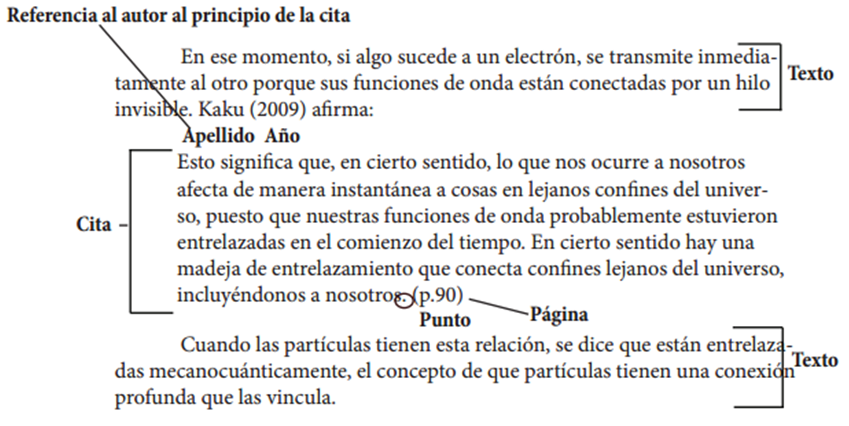 Referencia al autor al principio de la cita
En ese momento, si algo sucede a un electrón, se transmite inmedia-
tamente al otro porque sus funciones de onda están conectadas por un hilo
invisible. Kaku (2009) afirma:
Texto
Apellido Año
Esto significa que, en cierto sentido, lo que nos ocurre a nosotros
afecta de manera instantánea a cosas en lejanos confines del univer-
so, puesto que nuestras funciones de onda probablemente estuvieron
entrelazadas en el comienzo del tiempo. En cierto sentido hay una
madeja de entrelazamiento que conecta confines lejanos del universo,
incluyéndonos a nosotros. (p.90)
Cita
Punto
Página
Cuando las partículas tienen esta relación, se dice que están entrelaza-
das mecanocuánticamente, el concepto de que partículas tienen una conexión
profunda que las vincula.
Texto